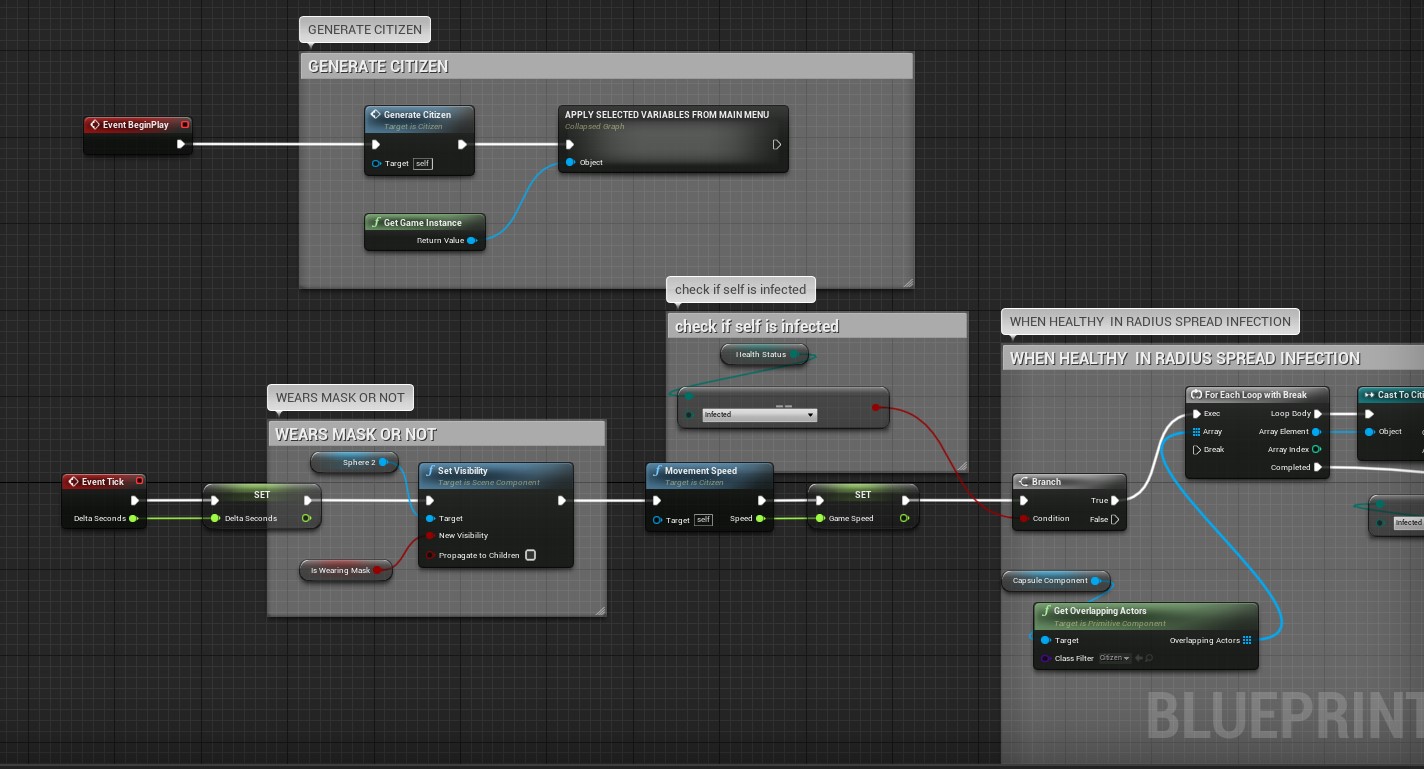 GENERATE CITIZEN
GENERATE CITIZEN
Event BeginPlay
Generate Citizen
Target is Citizen
Target self
APPLY SELECTED VARIABLES FROM MAIN MENU
Collapsed Graph
Object
Get Game Instance
Return Value
check if self is infected
check if self is infected
Health Status
Infected
WEARS MASK OR NOT
WEARS MASK OR NOT
Event Tick
Delta Seconds
SET
Delta Seconds
Sphere 2
Set Visibility
Target is Scene Component
Target
New Visibility
Propagate to Children
Is Wearing Mask
Movement Speed
Target is Citizen
Target self Speed
SET
Game Speed
WHEN HEALTHY IN RADIUS SPREAD INFECTION
WHEN HEALTHY IN RADIUS SPREAD INFECTION
Branch
True
Condition False
For Each Loop with Break
Exec Loop Body
Array Array Element
Break Array Index
Completed
Cast To Citi
Object
Infected
Capsule Component
Get Overlapping Actors
Target is Primitive Component
Target Overlapping Actors
Class Filter Citizen
BLUEPRINT